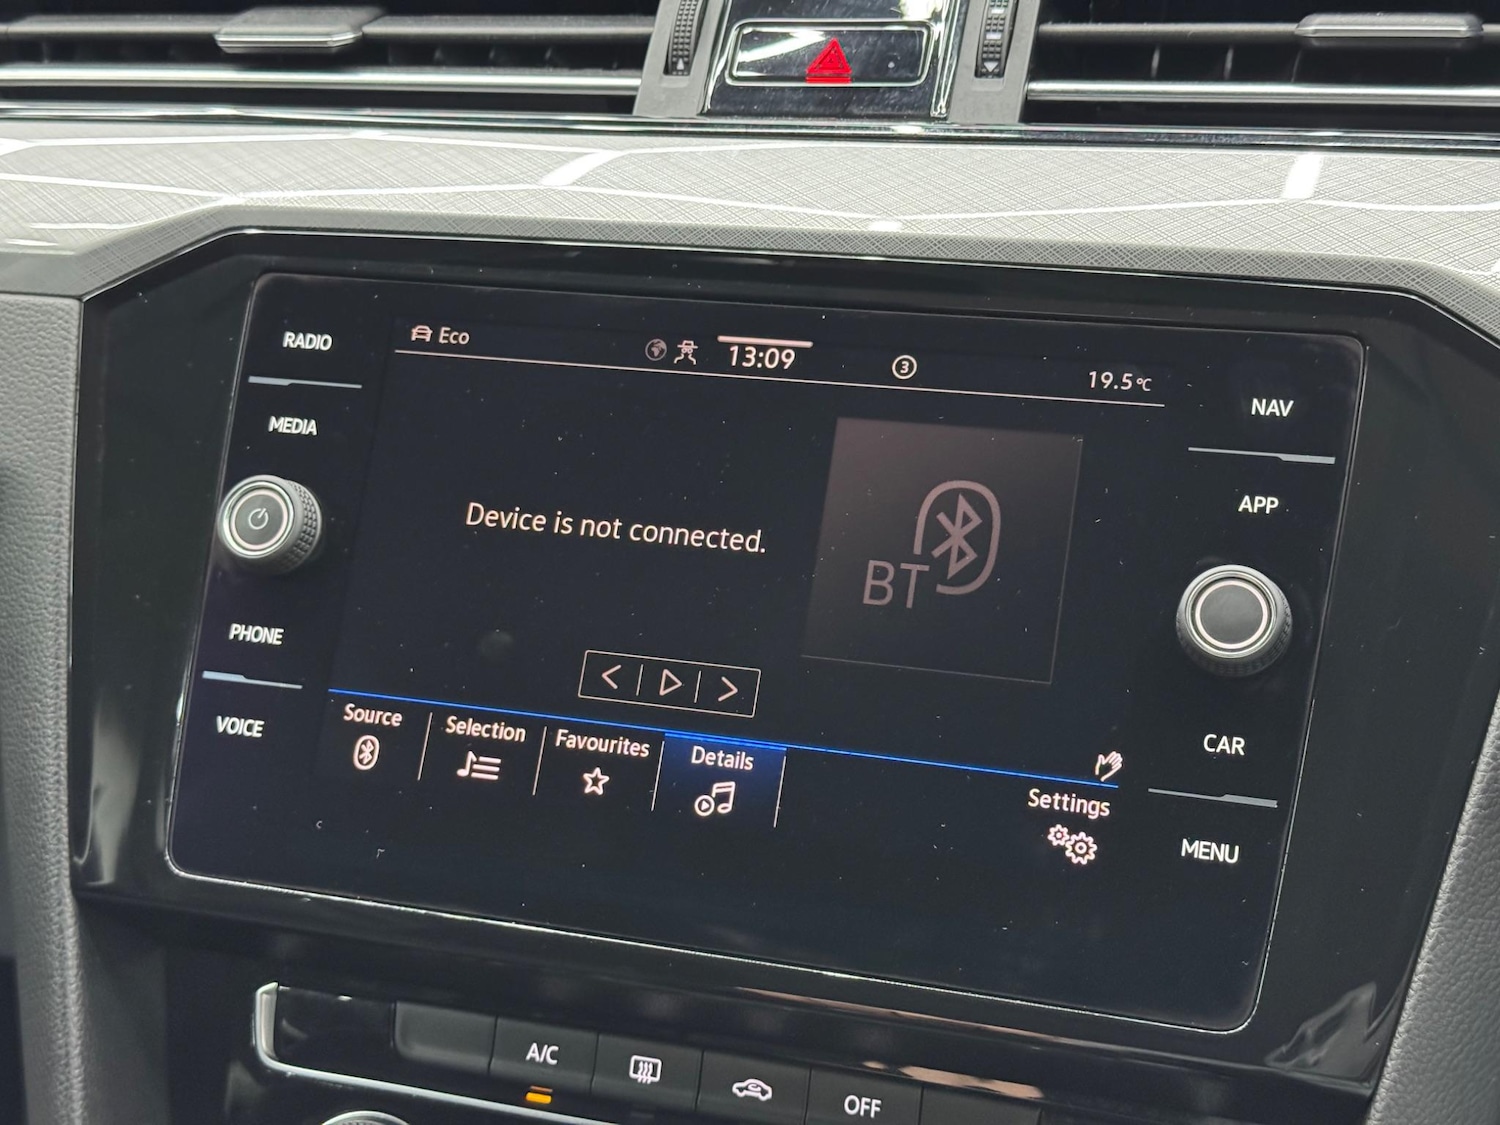 RADIO
MEDIA
PHONE
VOICE
Eco
13:09
3
19.5°C
Device is not connected.
BT
Source
Selection
Favourites
Details
Settings
NAV
APP
CAR
MENU
A/C
OFF